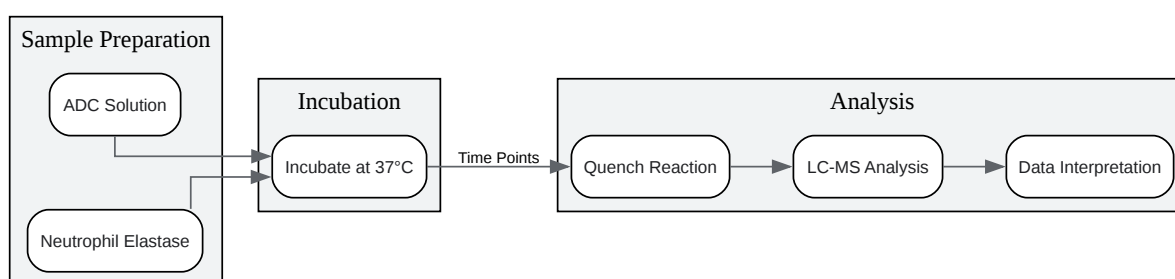 Sample Preparation
ADC Solution
Neutrophil Elastase
Incubation
Incubate at 37°C
Time Points
Analysis
Quench Reaction
LC-MS Analysis
Data Interpretation